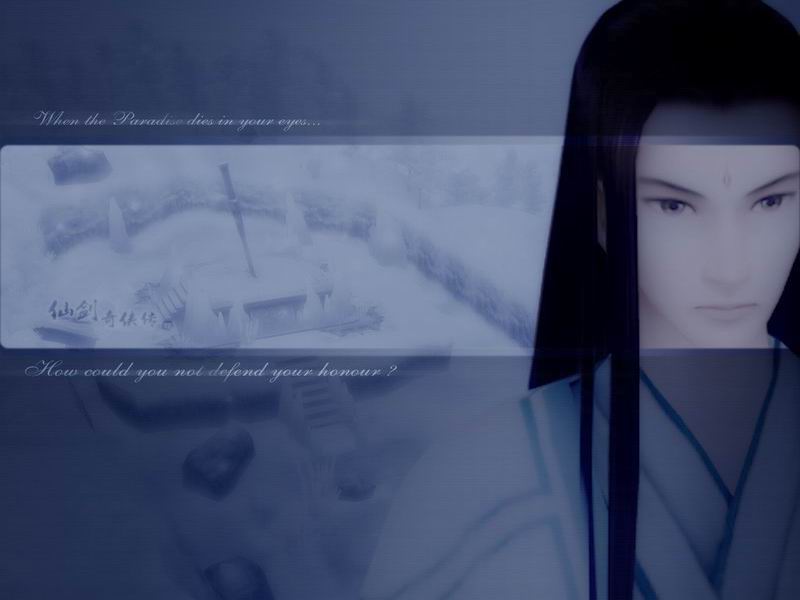 When the Paradise dies in your eyes...
仙剑奇侠传
How could you not defend your honour ?